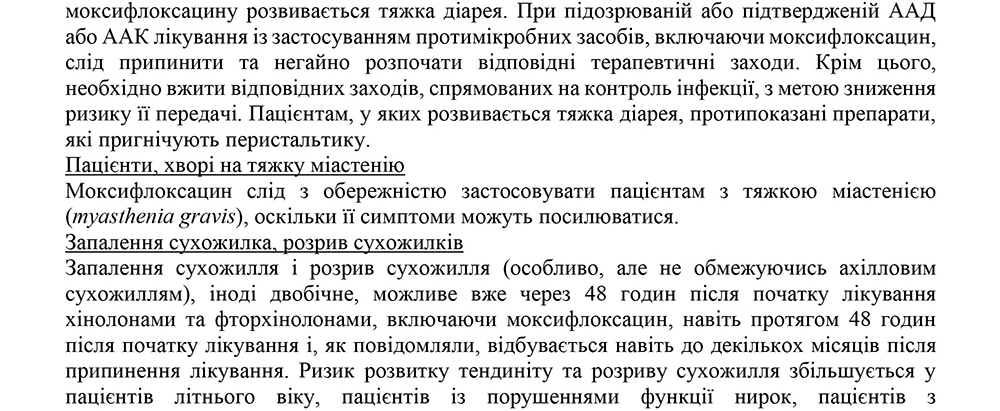 моксифлоксацину розвивається тяжка діарея. При підозрюваній або підтвердженій ААД
або ААК лікування із застосуванням протимікробних засобів, включаючи моксифлоксацин,
слід припинити та негайно розпочати відповідні терапевтичні заходи. Крім цього,
необхідно вжити відповідних заходів, спрямованих на контроль інфекції, з метою зниження
ризику її передачі. Пацієнтам, у яких розвивається тяжка діарея, протипоказані препарати,
які пригнічують перистальтику.
Пацієнти, хворі на тяжку міастенію
Моксифлоксацин слід з обережністю застосовувати пацієнтам з тяжкою міастенією
(myasthenia gravis), оскільки її симптоми можуть посилюватися.
Запалення сухожилка, розрив сухожилків
Запалення сухожилля і розрив сухожилля (особливо, але не обмежуючись ахілловим
сухожиллям), іноді двобічне, можливе вже через 48 годин після початку лікування
хінолонами та фторхінолонами, включаючи моксифлоксацин, навіть протягом 48 годин
після початку лікування і, як повідомляли, відбувається навіть до декількох місяців після
припинення лікування. Ризик розвитку тендиніту та розриву сухожилля збільшується у
пацієнтів літнього віку, пацієнтів із порушеннями функції нирок, пацієнтів з